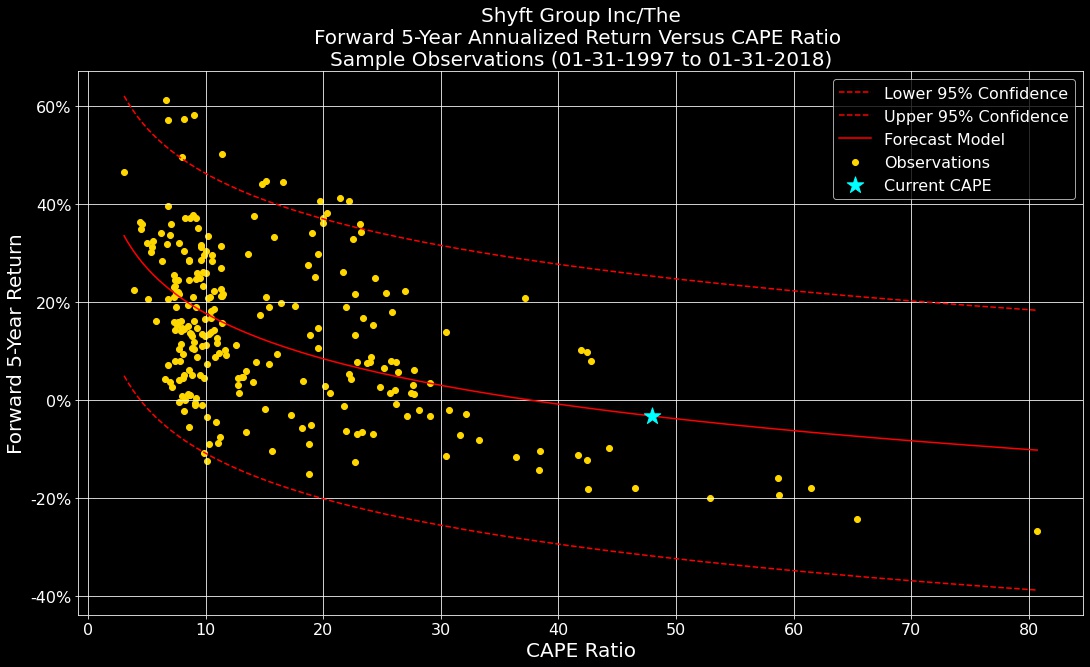 Shyft Group Inc/The
Forward 5-Year Annualized Return Versus CAPE Ratio
Sample Observations (01-31-1997 to 01-31-2018)
Lower 95% Confidence
Upper 95% Confidence
Forecast Model
Observations
Current CAPE
Forward 5-Year Return
60%
40%
20%
0%
-20%
-40%
0 10 20 30 40 50 60 70 80
CAPE Ratio